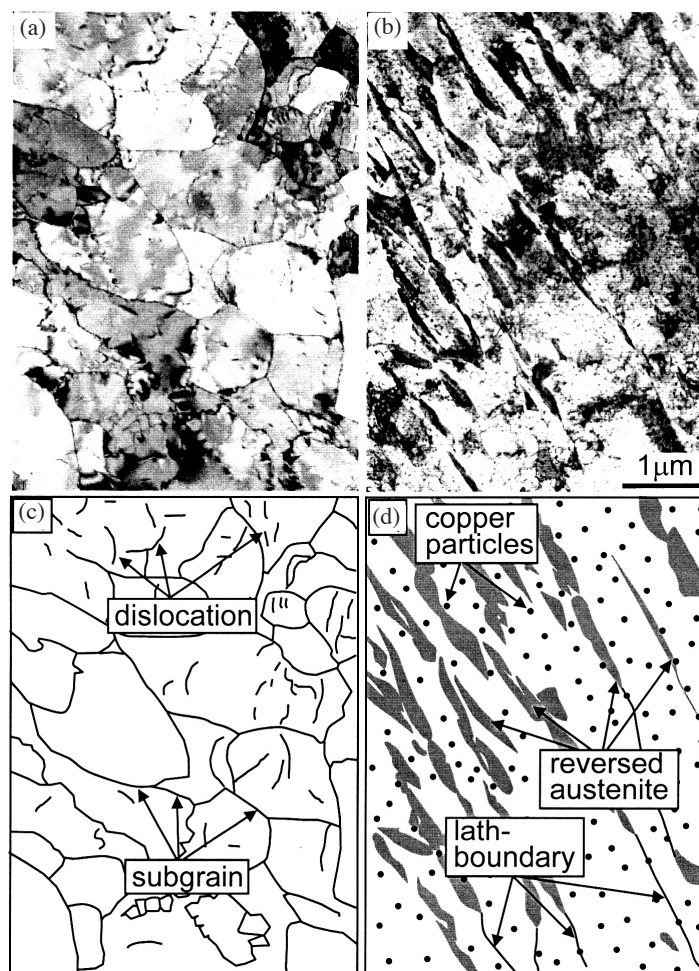 (a)
(b)
1μm
(c)
dislocation
subgrain
(d)
copper
particles
reversed
austenite
lath-
boundary